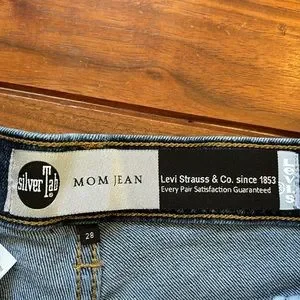 silver Tab
MOM JEAN
Levi Strauss & Co. since 1853
Every Pair Satisfaction Guaranteed
Levi's
28